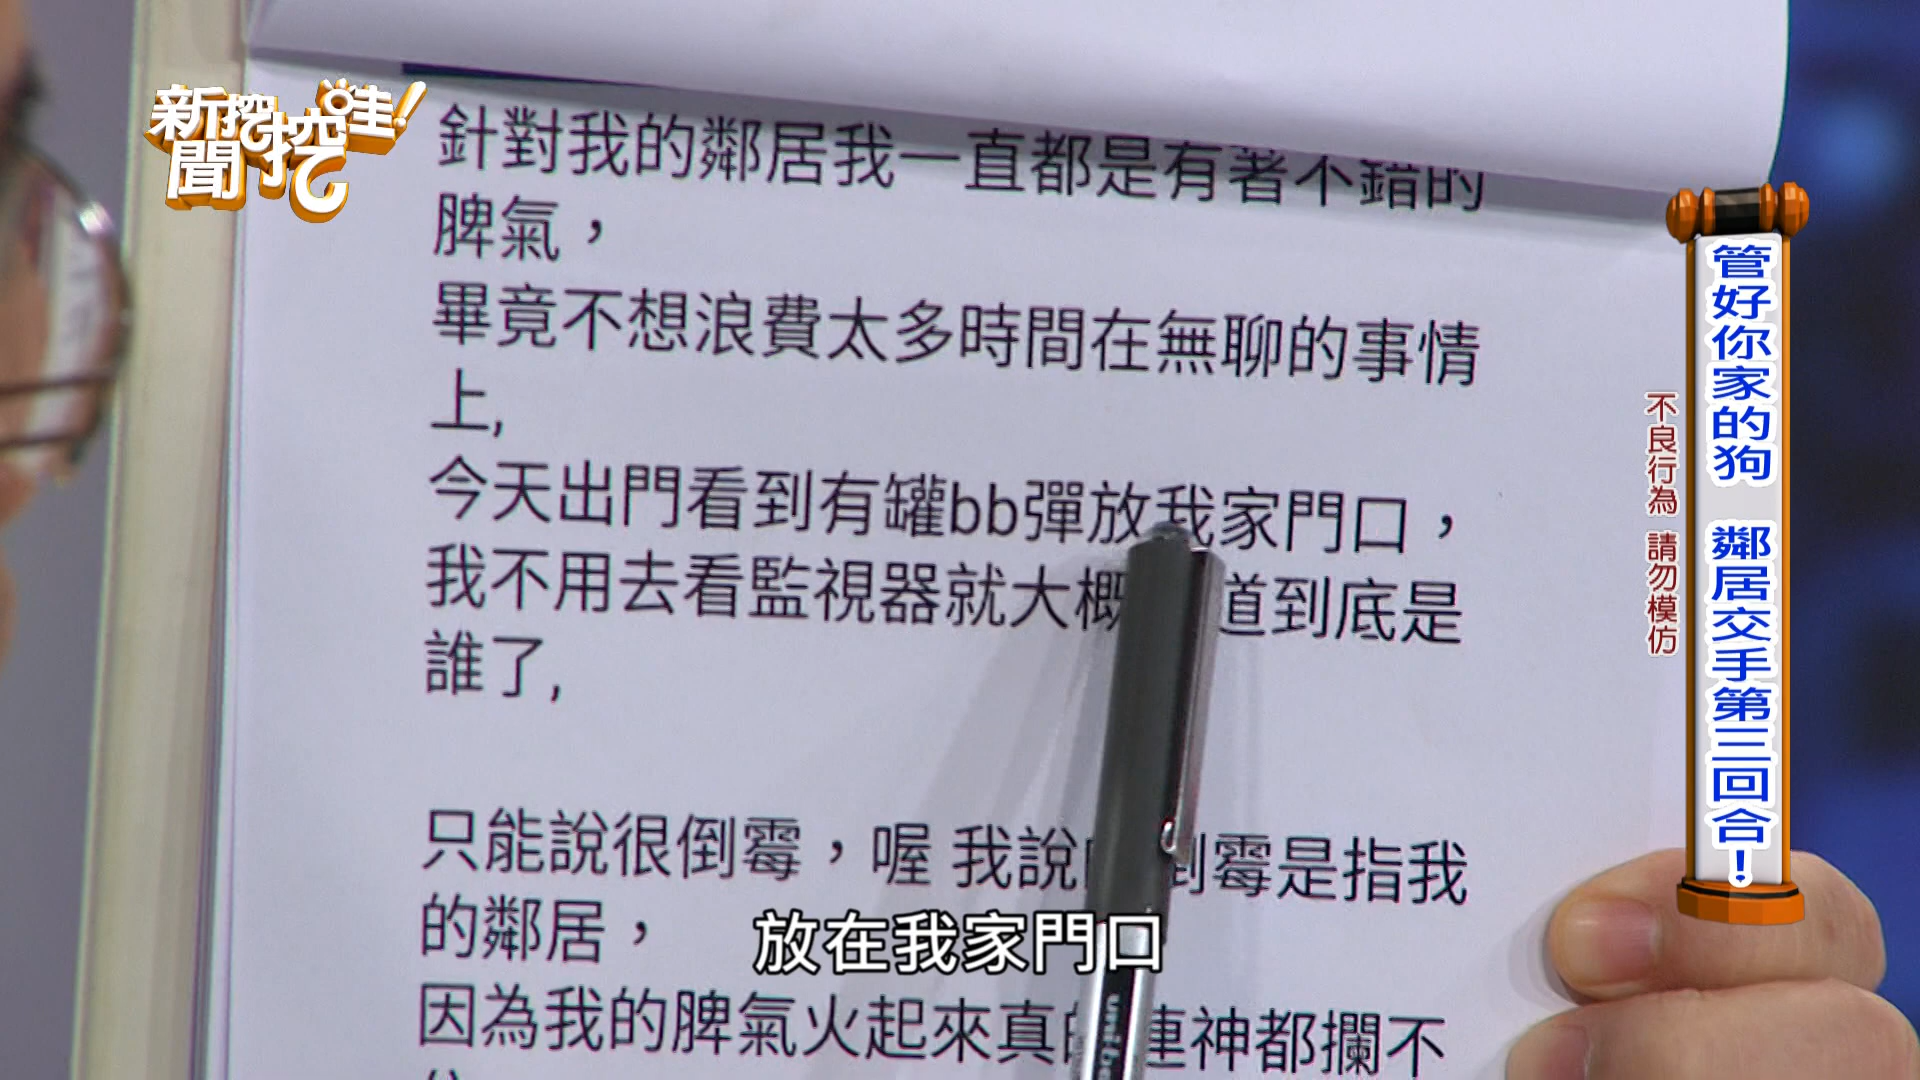 新聞挖挖哇!
針對我的鄰居我一直都是有著不錯的
脾氣，
畢竟不想浪費太多時間在無聊的事情
上,
今天出門看到有罐bb彈放我家門口，
我不用去看監視器就大概 道到底是
誰了,
只能說很倒霉，喔 我說 倒霉是指我
的鄰居，
因為我的脾氣火起來真的連神都攔不
放在我家門口
管好你家的狗 鄰居交手第三回合!
不良行為 請勿模仿